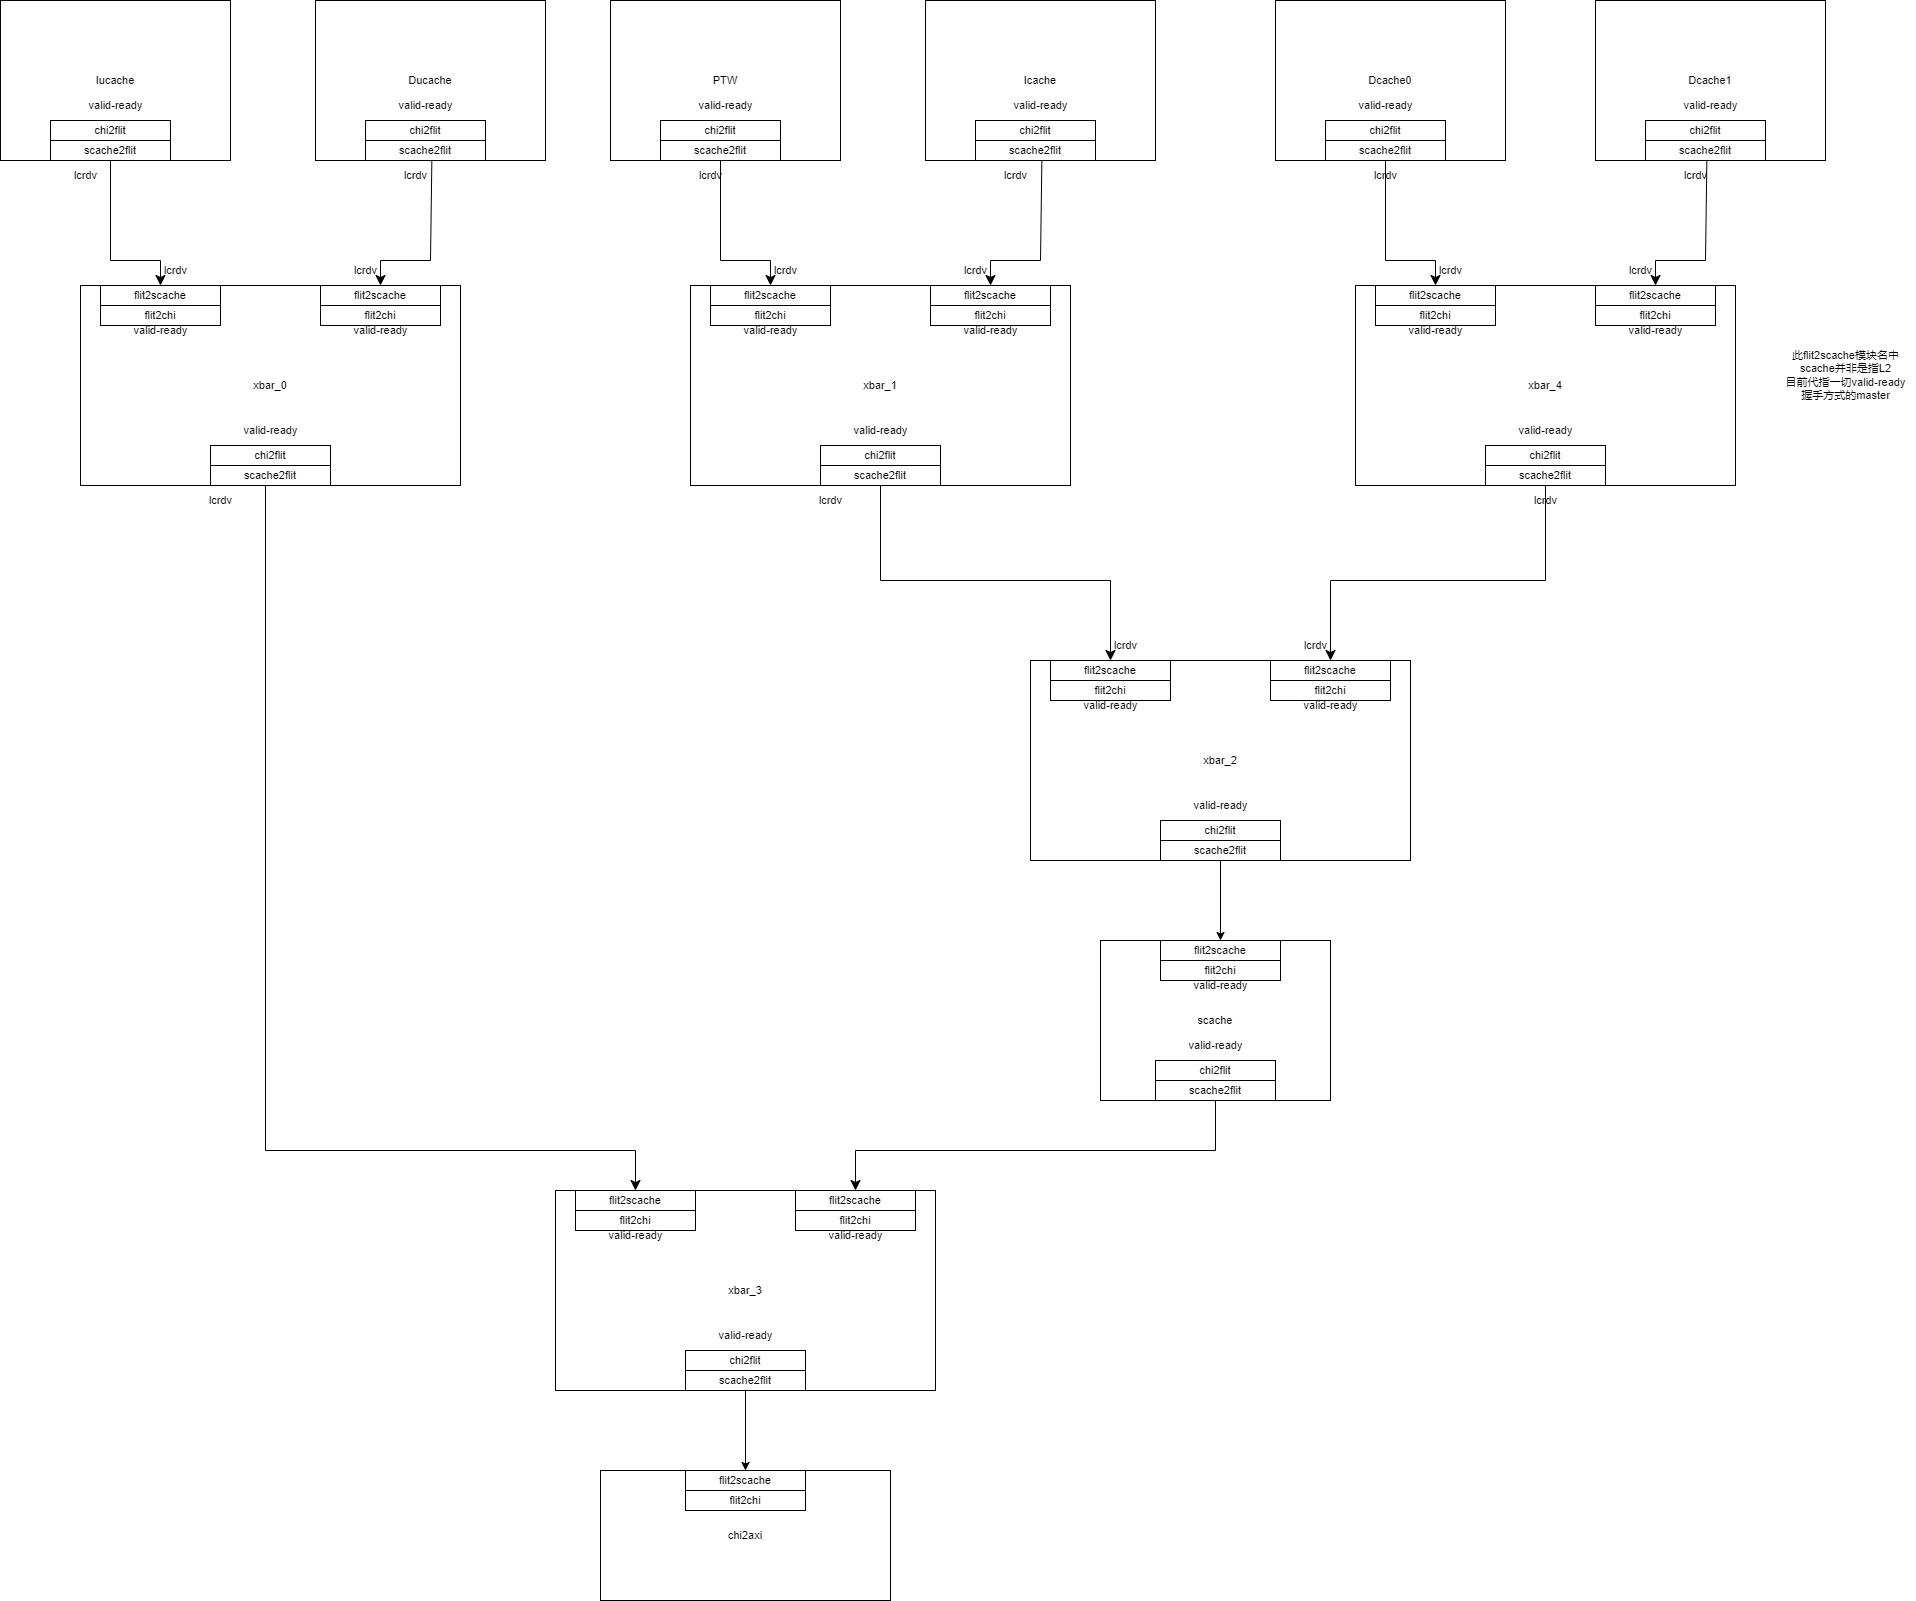 Iucache
Ducache
PTW
Icache
Dcache0
Dcache1
valid-ready
valid-ready
valid-ready
valid-ready
valid-ready
valid-ready
chi2flit
chi2flit
chi2flit
chi2flit
chi2flit
chi2flit
scache2flit
scache2flit
scache2flit
scache2flit
scache2flit
scache2flit
lcrdv
lcrdv
lcrdv
lcrdv
lcrdv
lcrdv
lcrdv
lcrdv
lcrdv
lcrdv
lcrdv
lcrdv
flit2scache
flit2scache
flit2scache
flit2scache
flit2scache
flit2scache
flit2chi
flit2chi
flit2chi
flit2chi
flit2chi
flit2chi
valid-ready
valid-ready
valid-ready
valid-ready
valid-ready
valid-ready
此flit2scache模块名中
scache并非是指L2
目前代指一切valid-ready
握手方式的master
xbar_0
xbar_1
xbar_4
valid-ready
valid-ready
valid-ready
chi2flit
chi2flit
chi2flit
scache2flit
scache2flit
scache2flit
lcrdv
lcrdv
lcrdv
lcrdv
lcrdv
flit2scache
flit2scache
flit2chi
flit2chi
valid-ready
valid-ready
xbar_2
valid-ready
chi2flit
scache2flit
flit2scache
flit2chi
valid-ready
scache
valid-ready
chi2flit
scache2flit
flit2scache
flit2scache
flit2chi
flit2chi
valid-ready
valid-ready
xbar_3
valid-ready
chi2flit
scache2flit
flit2scache
flit2chi
chi2axi